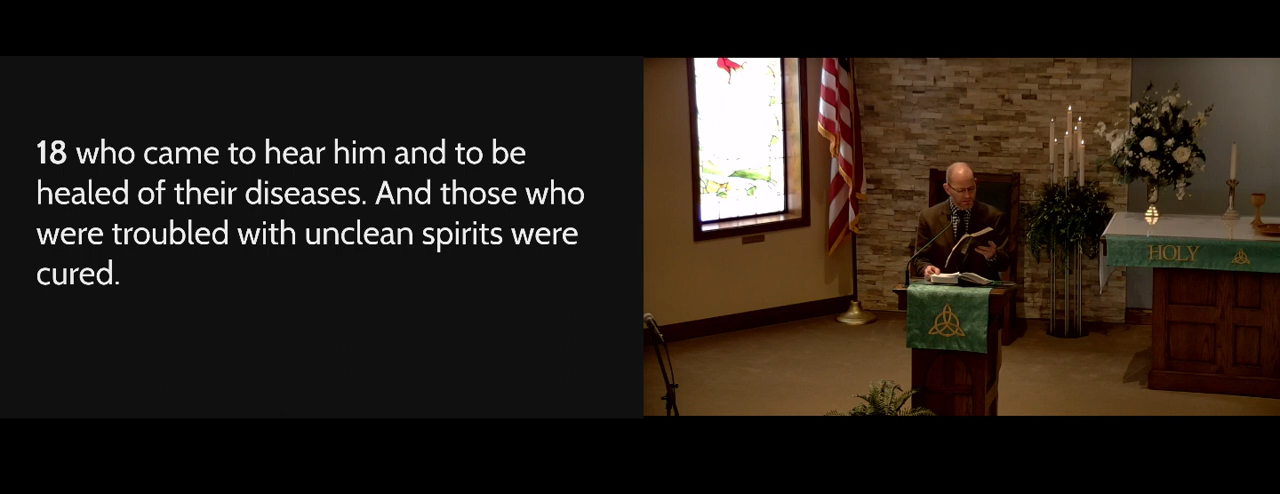 18 who came to hear him and to be
healed of their diseases. And those who
were troubled with unclean spirits were
cured.
HOLY